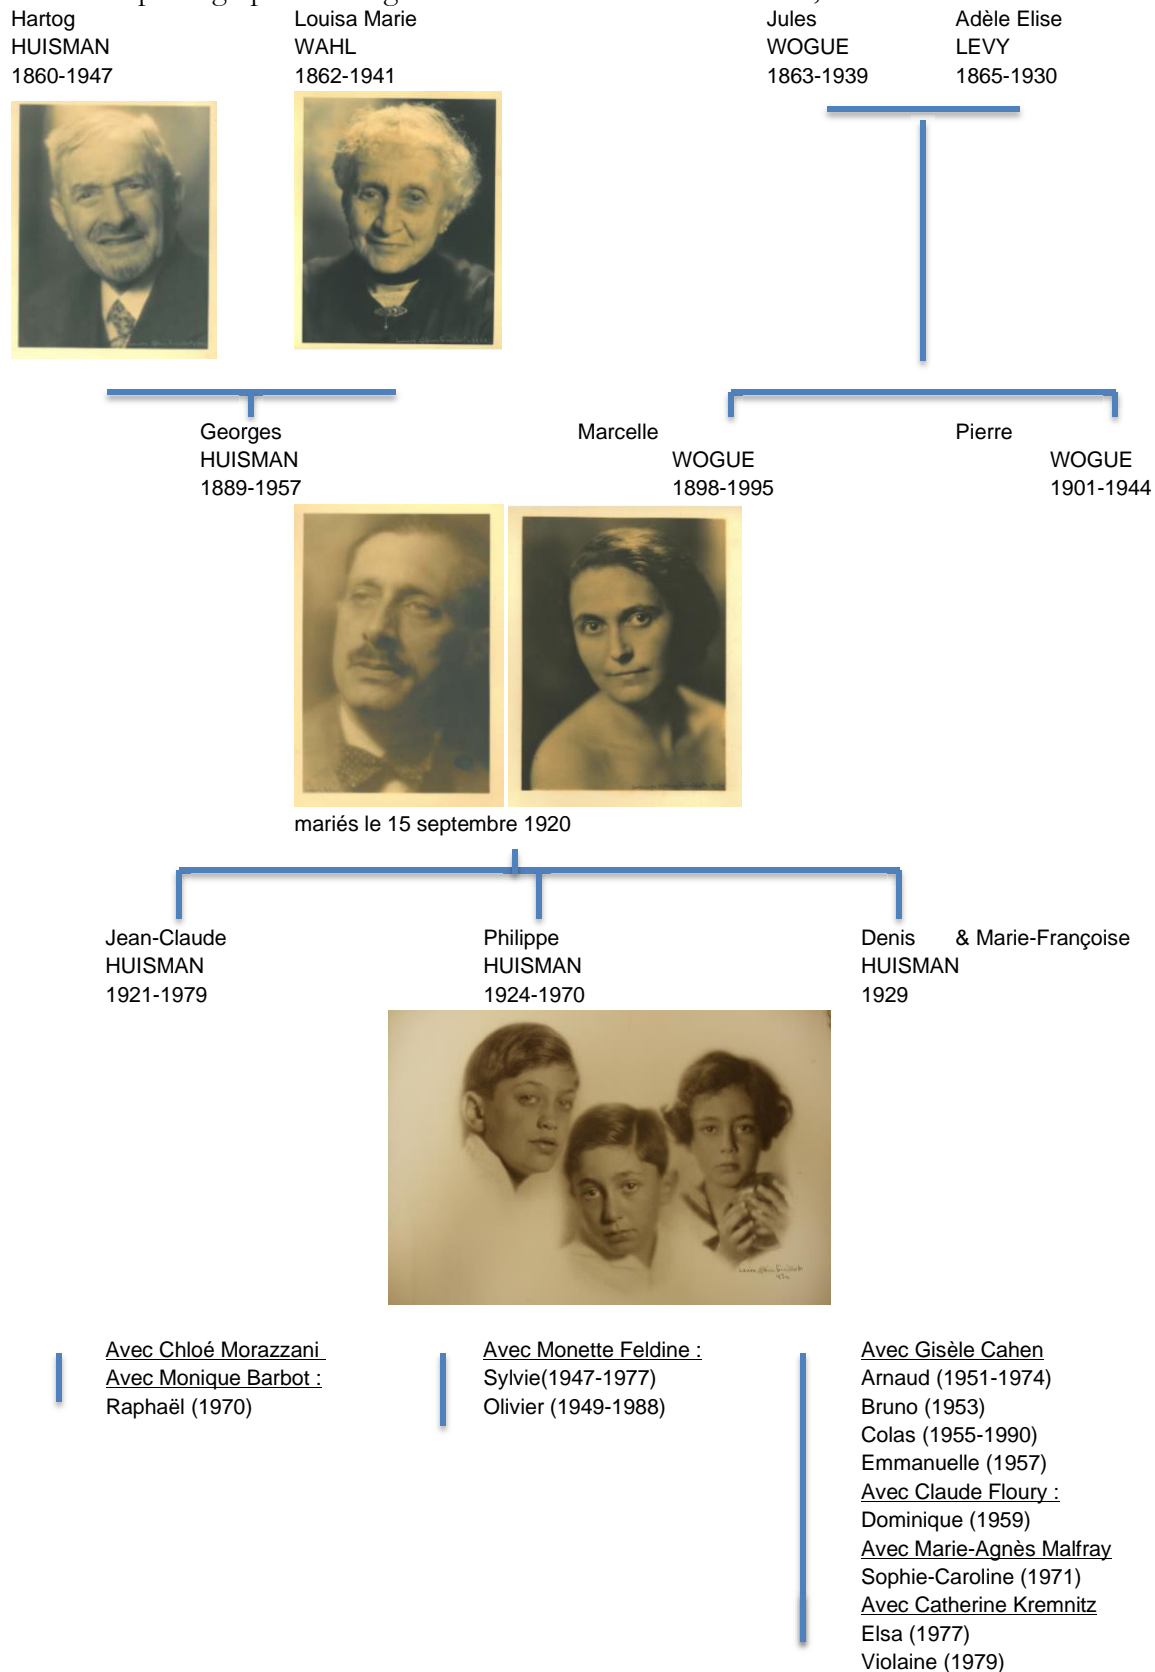 Hartog
HUISMAN
1860-1947
Louisa Marie
WAHL
1862-1941
Jules
WOGUE
1863-1939
Adèle Elise
LEVY
1865-1930
Georges
HUISMAN
1889-1957
Marcelle
WOGUE
1898-1995
Pierre
WOGUE
1901-1944
mariés le 15 septembre 1920
Jean-Claude
HUISMAN
1921-1979
Philippe
HUISMAN
1924-1970
Denis & Marie-Françoise
HUISMAN
1929
Avec Chloé Morazzani
Avec Monique Barbot :
Raphaël (1970)
Avec Monette Feldine :
Sylvie(1947-1977)
Olivier (1949-1988)
Avec Gisèle Cahen
Arnaud (1951-1974)
Bruno (1953)
Colas (1955-1990)
Emmanuelle (1957)
Avec Claude Floury :
Dominique (1959)
Avec Marie-Agnès Malfray
Sophie-Caroline (1971)
Avec Catherine Kremnitz
Elsa (1977)
Violaine (1979)